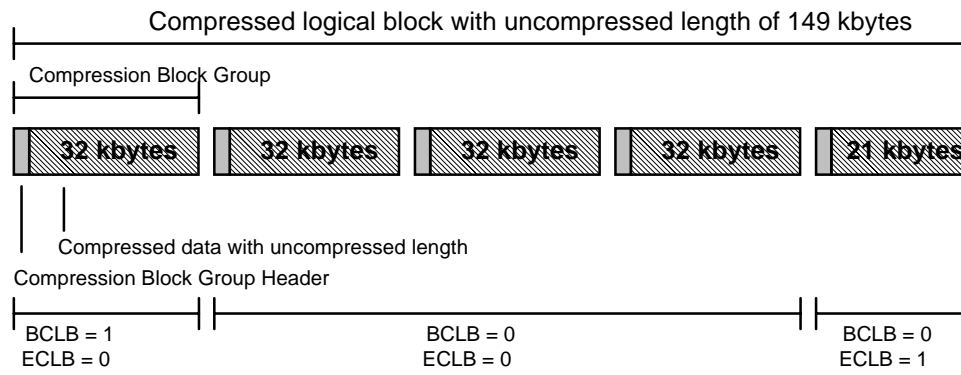 Compressed logical block with uncompressed length of 149 kbytes
Compression Block Group
32 kbytes 32 kbytes 32 kbytes 32 kbytes 21 kbytes
Compressed data with uncompressed length
Compression Block Group Header
BCLB = 1 BCLB = 0 BCLB = 0
ECLB = 0 ECLB = 0 ECLB = 1